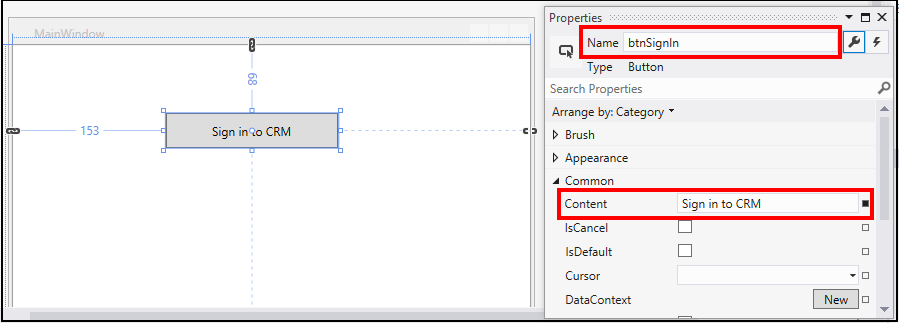 MainWindow
68
153
Sign in to CRM
Properties
Name btnSignIn
Type Button
Search Properties
Arrange by: Category
Brush
Appearance
Common
Content Sign in to CRM
IsCancel
IsDefault
Cursor
DataContext New